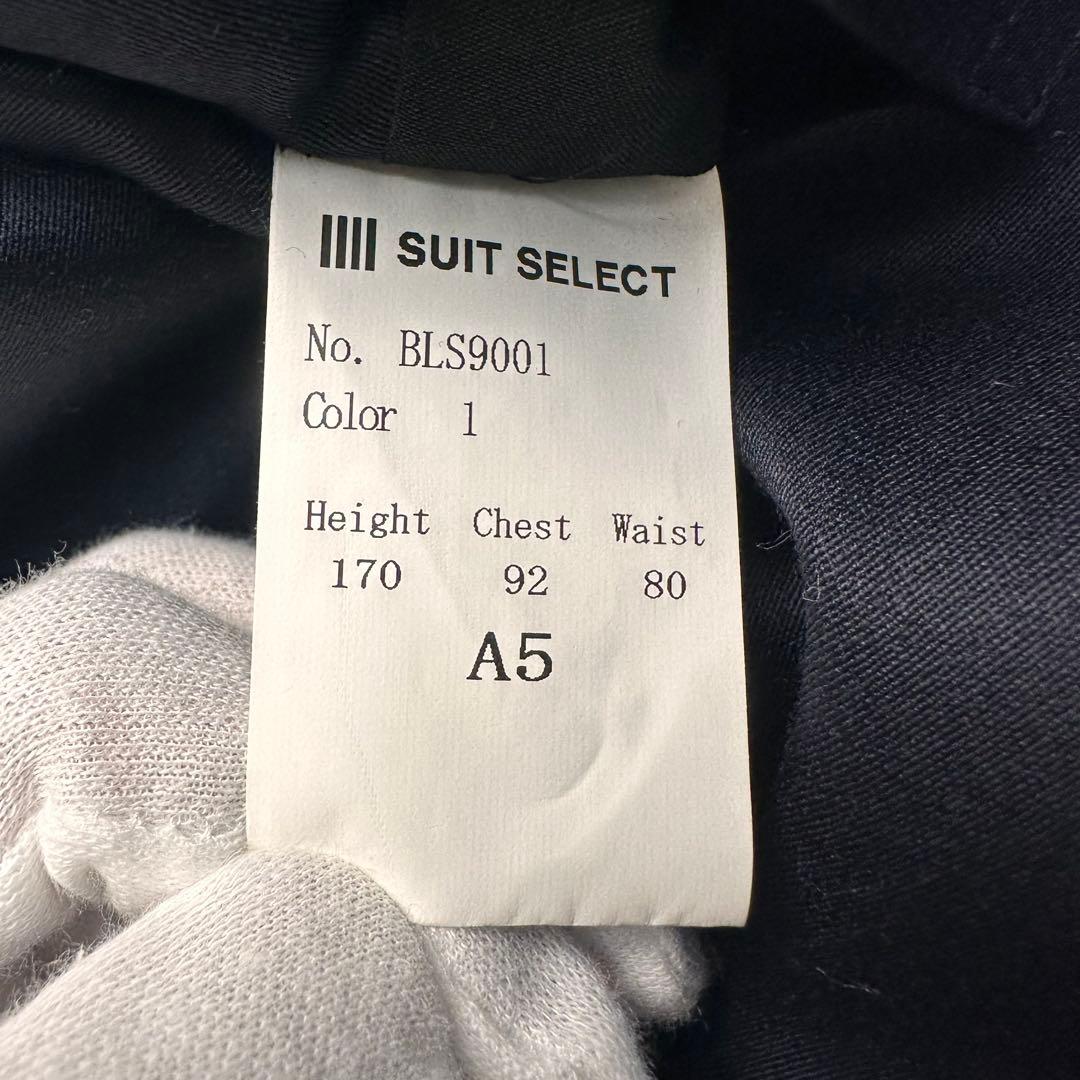 SUIT SELECT
No. BLS9001
Color 1
Height Chest Waist
170 92 80
A5